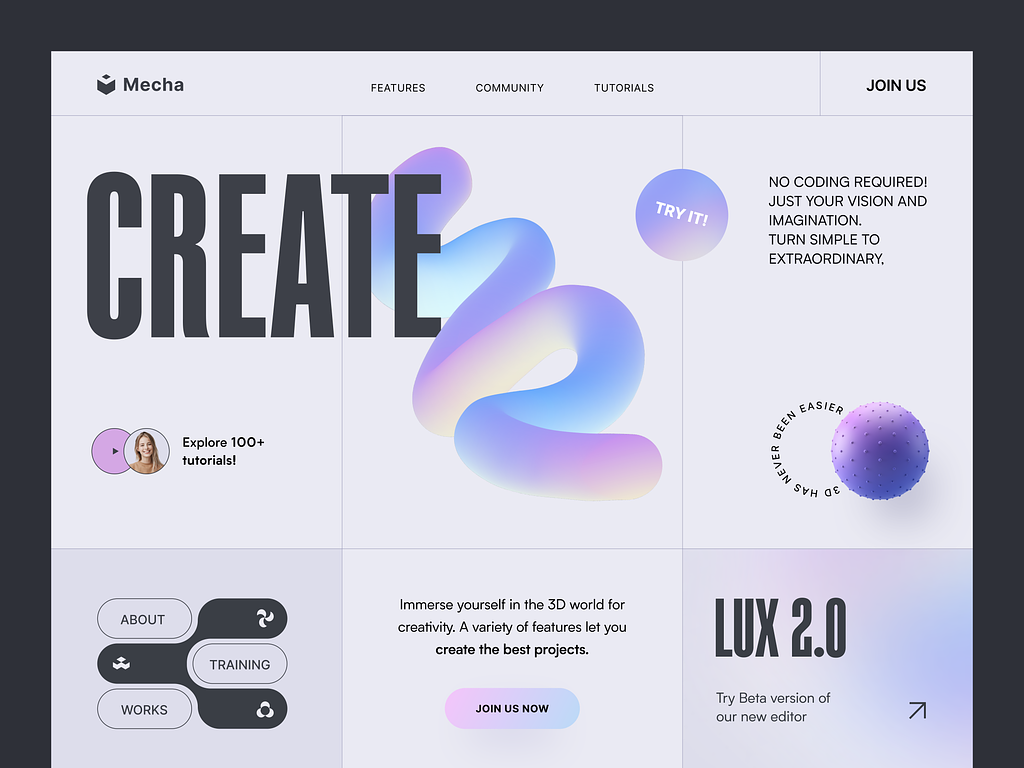 Mecha
FEATURES
COMMUNITY
TUTORIALS
JOIN US
CREATE
TRY IT!
NO CODING REQUIRED!
JUST YOUR VISION AND
IMAGINATION.
TURN SIMPLE TO
EXTRAORDINARY,
Explore 100+
tutorials!
3D HAS NEVER BEEN EASIER
ABOUT
TRAINING
WORKS
Immerse yourself in the 3D world for
creativity. A variety of features let you
create the best projects.
JOIN US NOW
LUX 2.0
Try Beta version of
our new editor